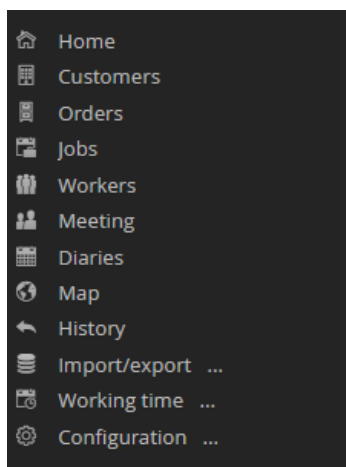 Home
Customers
Orders
Jobs
Workers
Meeting
Diaries
Map
History
Import/export ...
Working time ...
Configuration ...